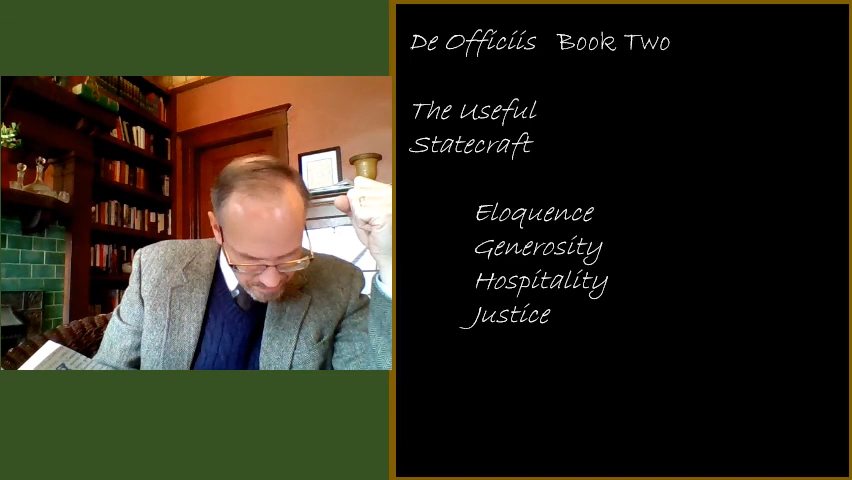 De Officiis Book Two
The Useful
Statecraft
Eloquence
Generosity
Hospitality
Justice